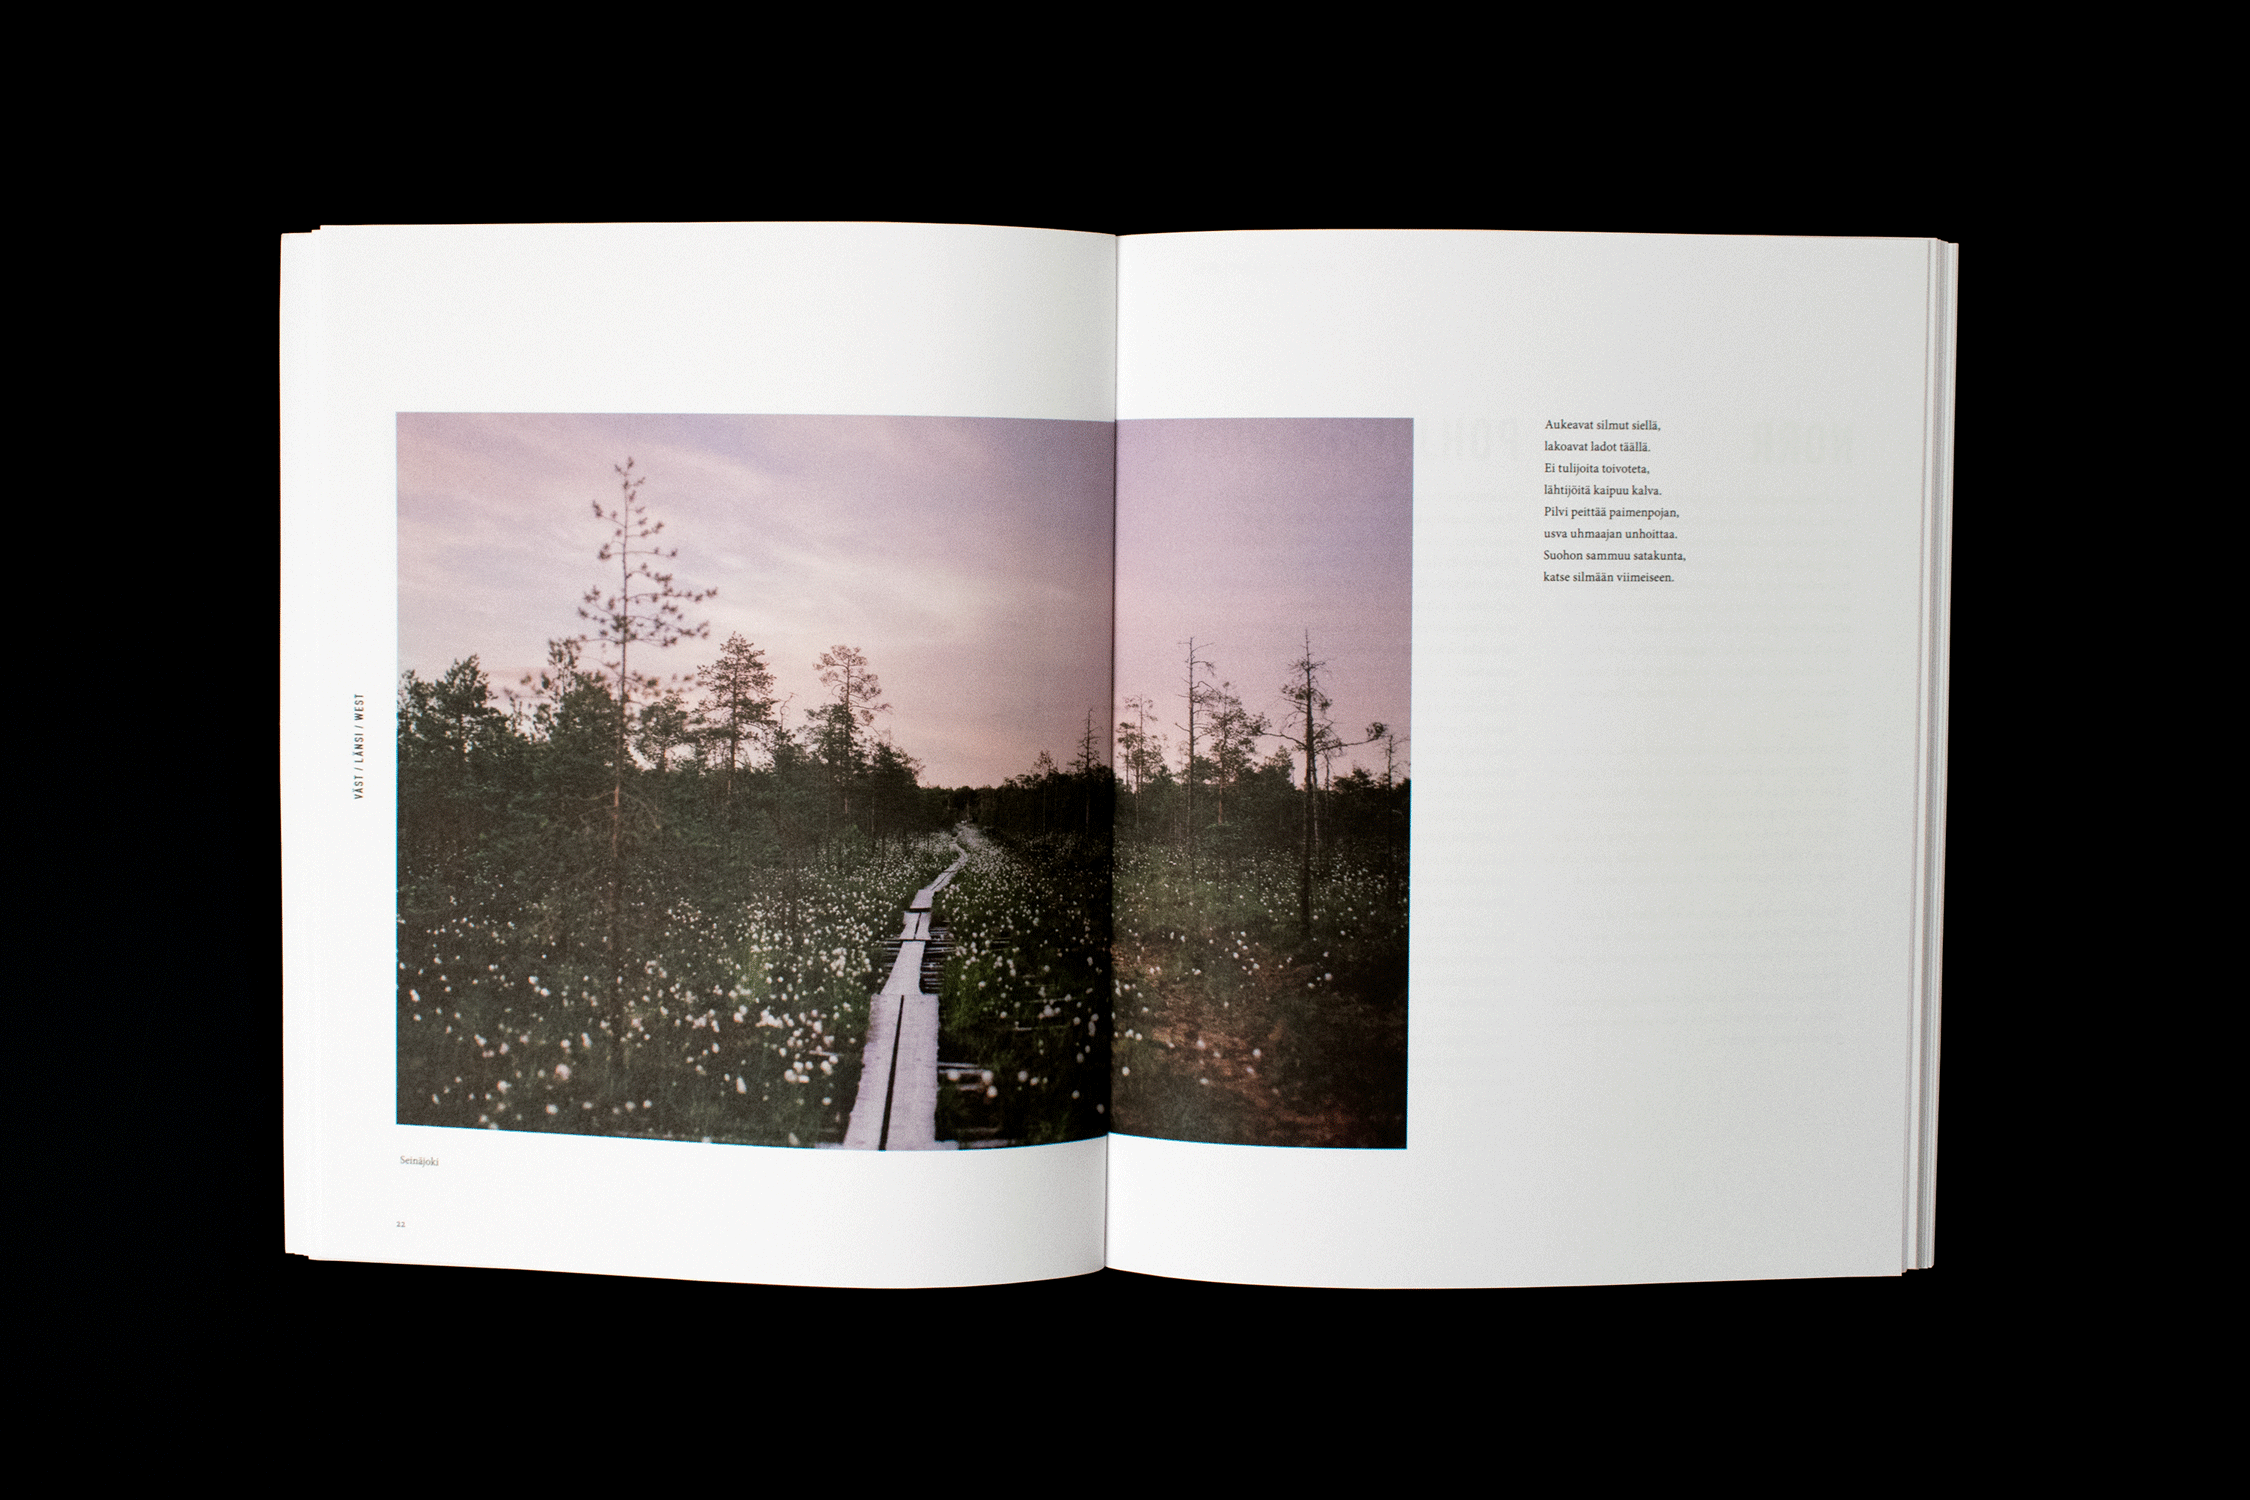 VÄST / LÄNSI / WEST
Seinäjoki
22
Aukeavat silmut siellä,
lakoavat ladot täällä.
Ei tulijoita toivoteta,
lähtijöitä kaipuu kalva.
Pilvi peittää paimenpojan,
usva uhmaajan unhoittaa.
Suohon sammuu satakunta,
katse silmään viimeiseen.